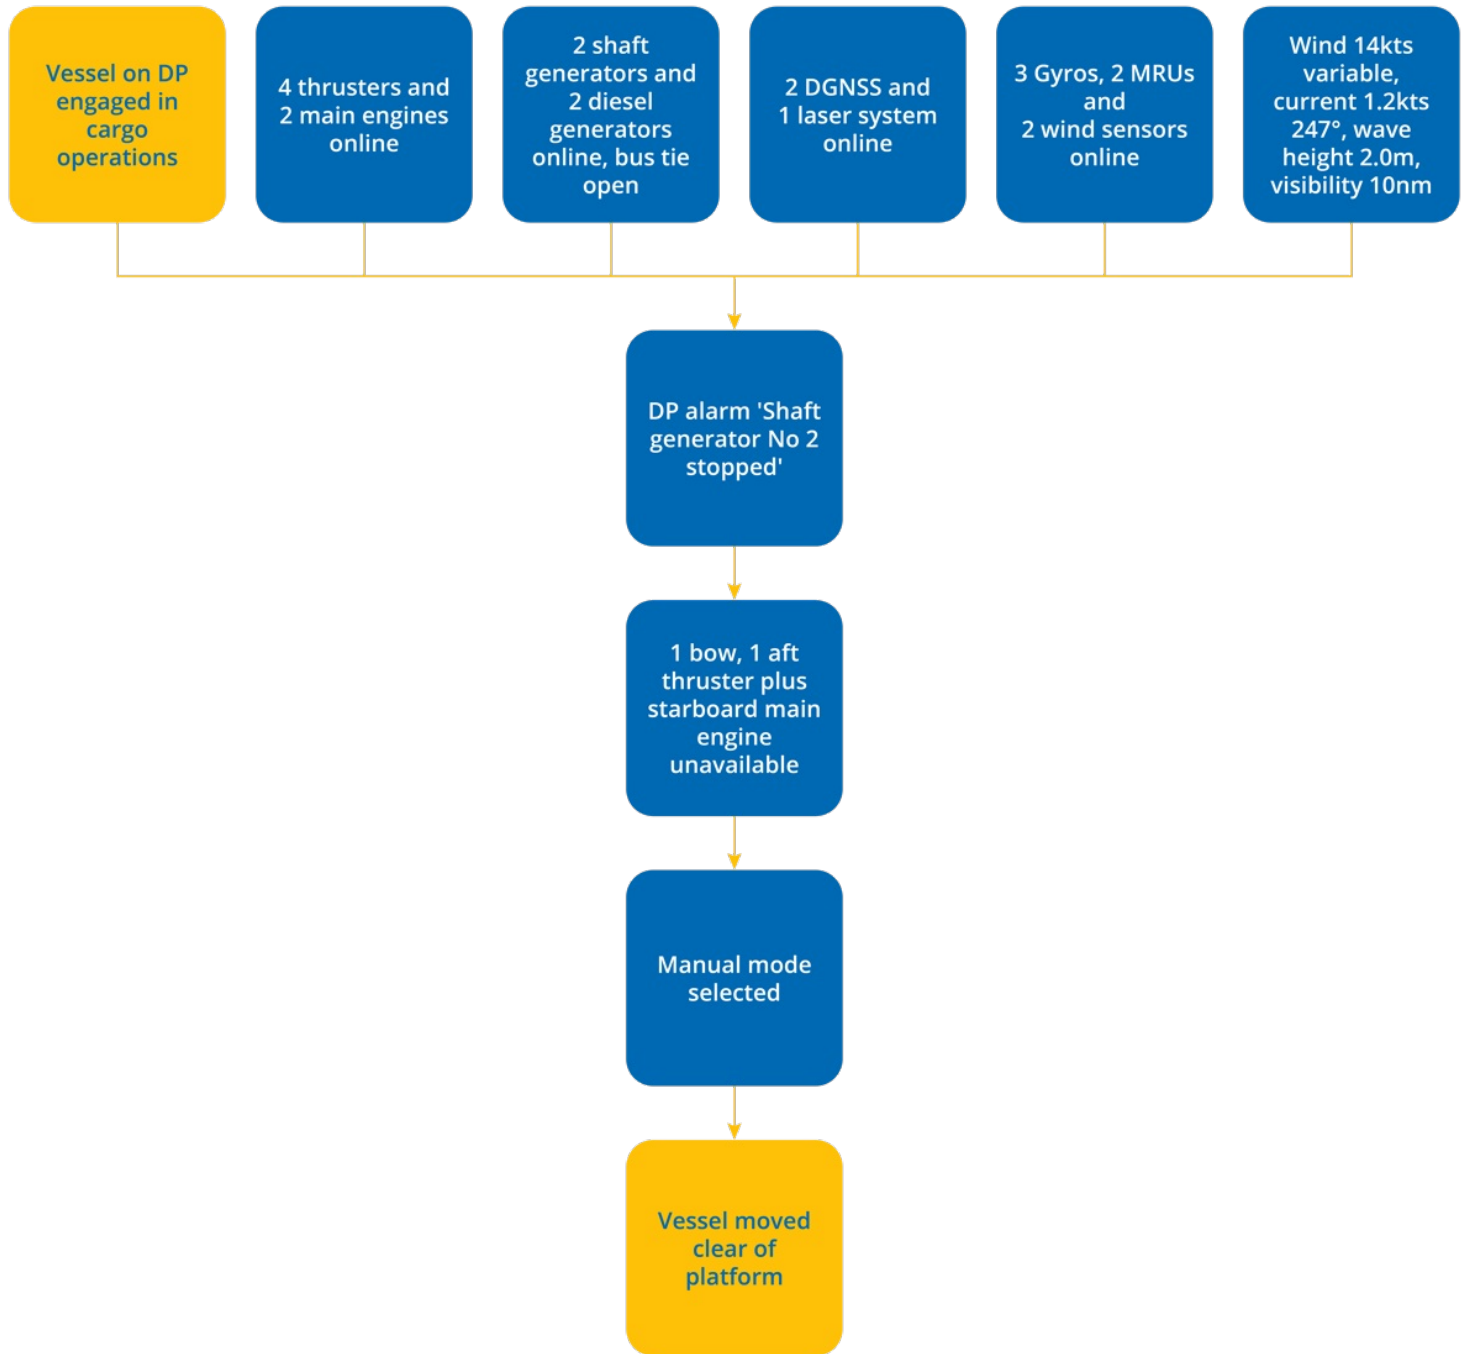 Vessel on DP
engaged in
cargo
operations
4 thrusters and
2 main engines
online
2 shaft
generators and
2 diesel
generators
online, bus tie
open
2 DGNSS and
1 laser system
online
3 Gyros, 2 MRUs
and
2 wind sensors
online
Wind 14kts
variable,
current 1.2kts
247°, wave
height 2.0m,
visibility 10nm
DP alarm 'Shaft
generator No 2
stopped'
1 bow, 1 aft
thruster plus
starboard main
engine
unavailable
Manual mode
selected
Vessel moved
clear of
platform